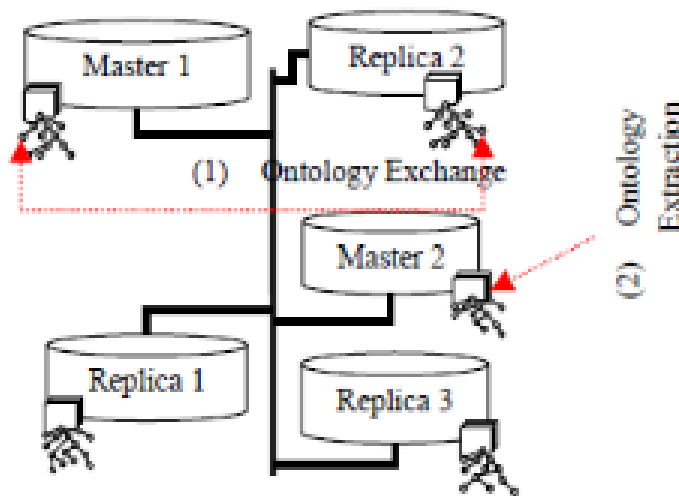 Master 1
Replica 2
(1) Ontology Exchange
Master 2
Replica 1
Replica 3
(2) Ontology
Extraction